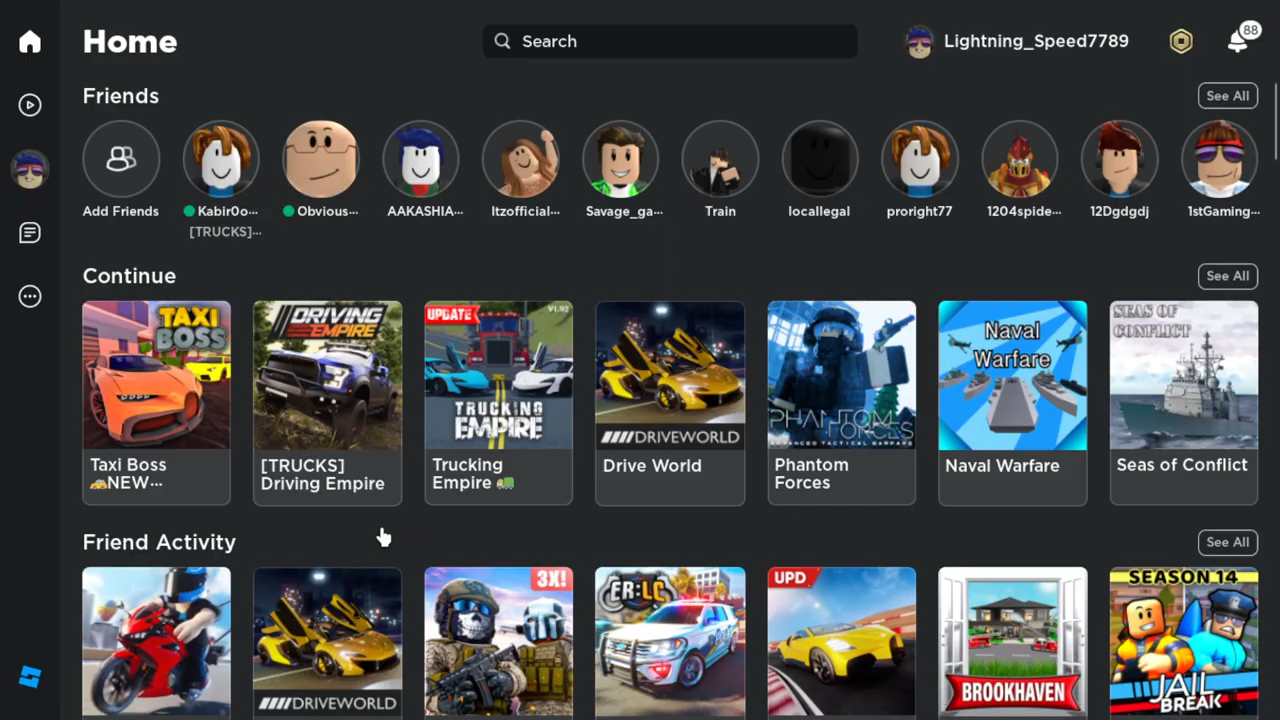 Home
Search
Lightning_Speed7789
88
Friends
See All
Add Friends
Kabir0o...
Obvious...
AAKASHIA...
Itzofficial...
Savage_ga...
Train
locallegal
proright77
1204spide...
12Dgdgdj
1stGaming...
[TRUCKS]...
Continue
See All
TAXI
BOSS
DRIVING
EMPIRE
UPDATE
V1.92
TRUCKING
EMPIRE
DRIVEWORLD
PHANTOM
FORCES
ADVANCED TACTICAL WARFARE
Naval
Warfare
SEAS OF
CONFLICT
Taxi Boss
NEW...
[TRUCKS]
Driving Empire
Trucking
Empire
Drive World
Phantom
Forces
Naval Warfare
Seas of Conflict
Friend Activity
See All
DRIVEWORLD
3X!
ER:LC
UPD
BROOKHAVEN
SEASON 14
JAIL
BREAK